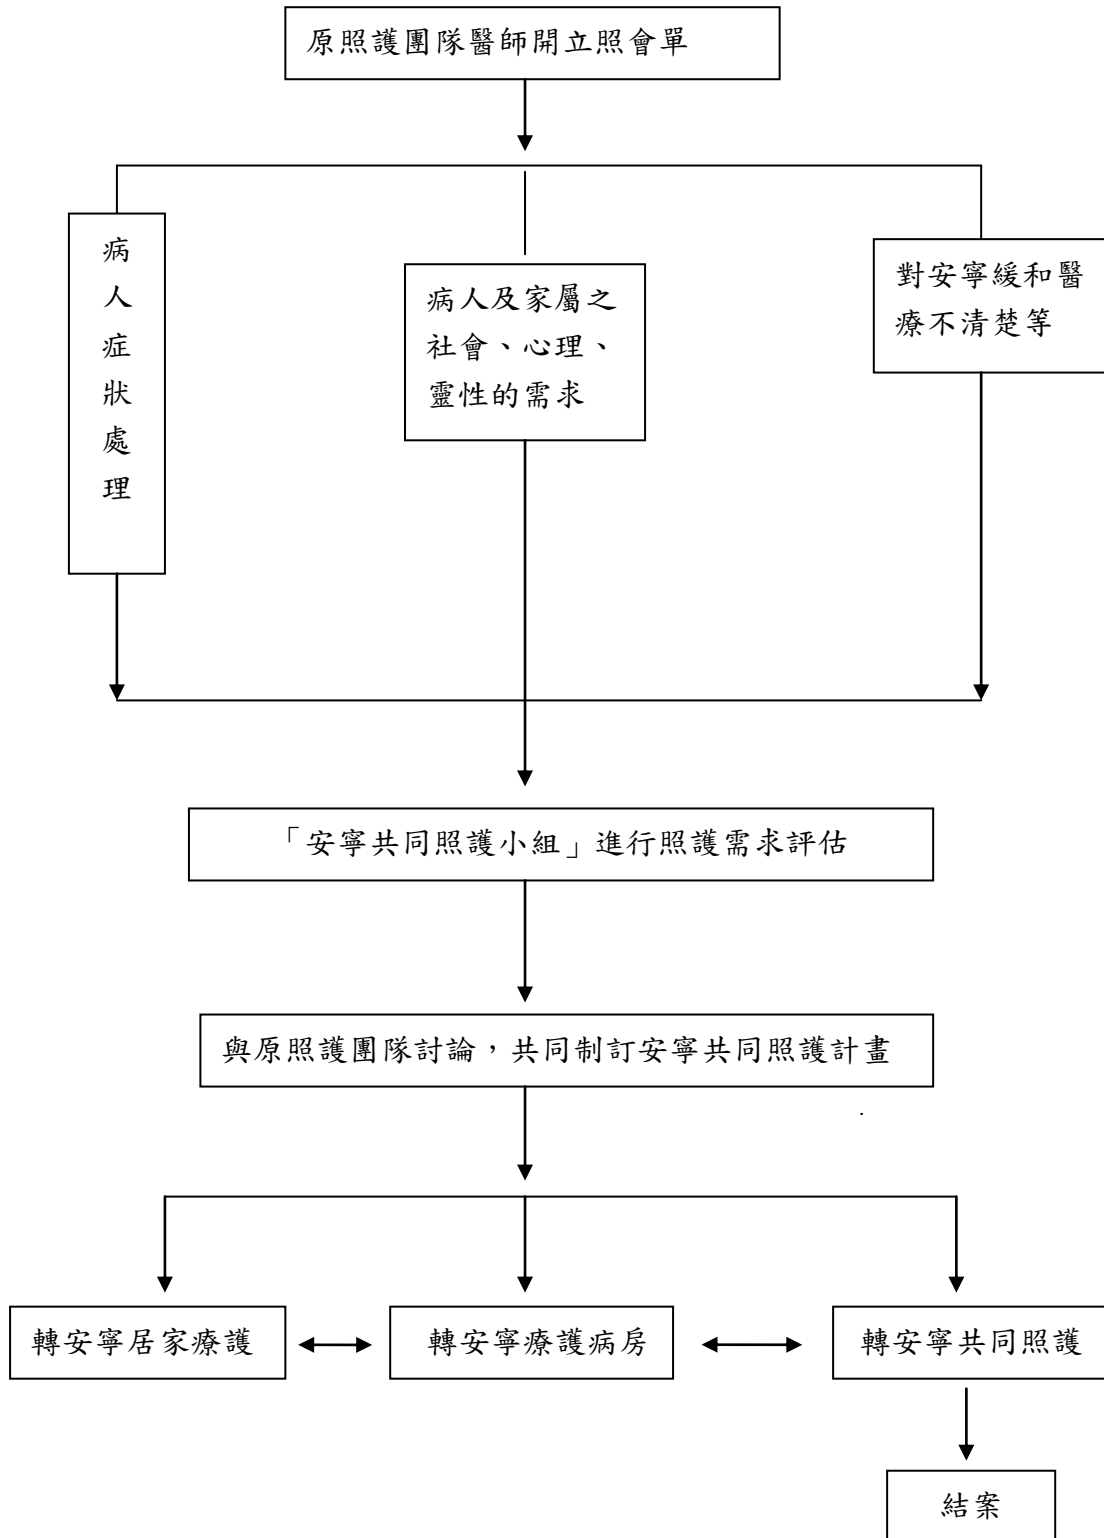 原照護團隊醫師開立照會單
病
人
症
狀
處
理
病人及家屬之
社會、心理、
靈性的需求
對安寧緩和醫
療不清楚等
「安寧共同照護小組」進行照護需求評估
與原照護團隊討論，共同制訂安寧共同照護計畫
轉安寧居家療護
轉安寧療護病房
轉安寧共同照護
結案